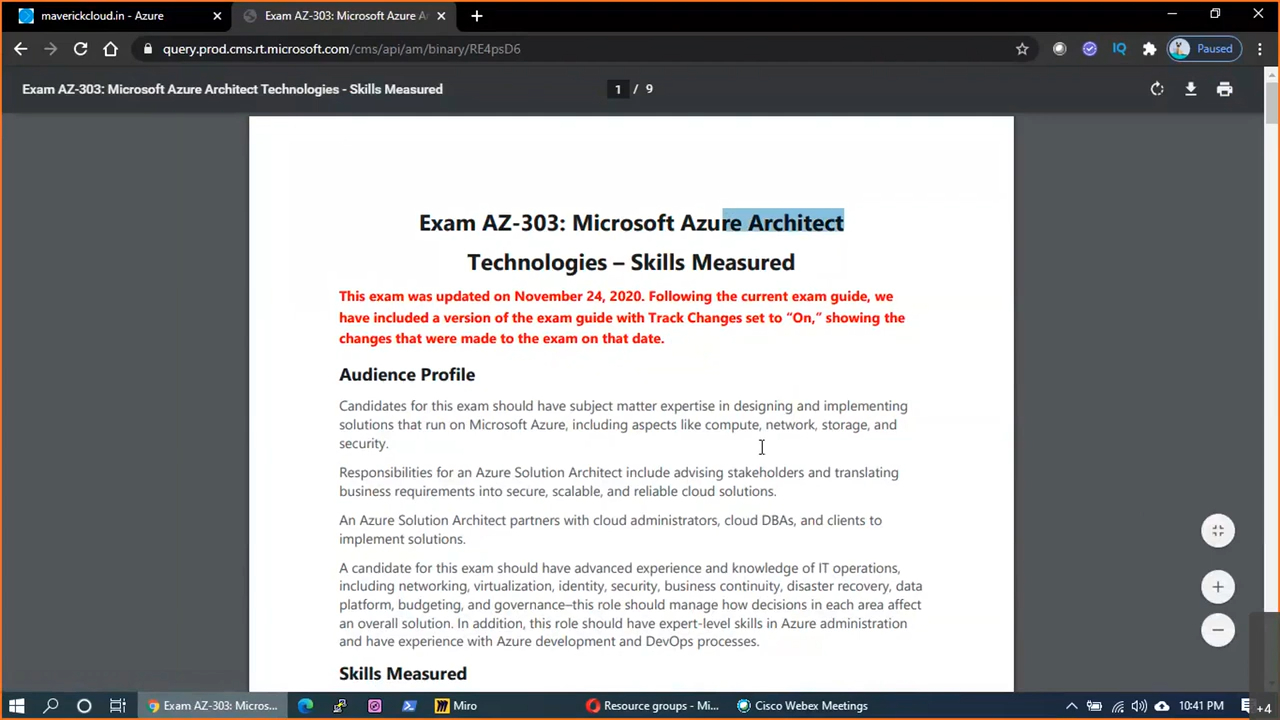 maverickcloud.in - Azure
Exam AZ-303: Microsoft Azure Ar
query.prod.cms.rt.microsoft.com/cms/api/am/binary/RE4psD6
IQ
Paused
Exam AZ-303: Microsoft Azure Architect Technologies - Skills Measured
1 / 9
Exam AZ-303: Microsoft Azure Architect
Technologies – Skills Measured
This exam was updated on November 24, 2020. Following the current exam guide, we
have included a version of the exam guide with Track Changes set to “On,” showing the
changes that were made to the exam on that date.
Audience Profile
Candidates for this exam should have subject matter expertise in designing and implementing
solutions that run on Microsoft Azure, including aspects like compute, network, storage, and
security.
Responsibilities for an Azure Solution Architect include advising stakeholders and translating
business requirements into secure, scalable, and reliable cloud solutions.
An Azure Solution Architect partners with cloud administrators, cloud DBAs, and clients to
implement solutions.
A candidate for this exam should have advanced experience and knowledge of IT operations,
including networking, virtualization, identity, security, business continuity, disaster recovery, data
platform, budgeting, and governance–this role should manage how decisions in each area affect
an overall solution. In addition, this role should have expert-level skills in Azure administration
and have experience with Azure development and DevOps processes.
Skills Measured
Exam AZ-303: Micros...
Miro
Resource groups - Mi...
Cisco Webex Meetings
10:41 PM
+4